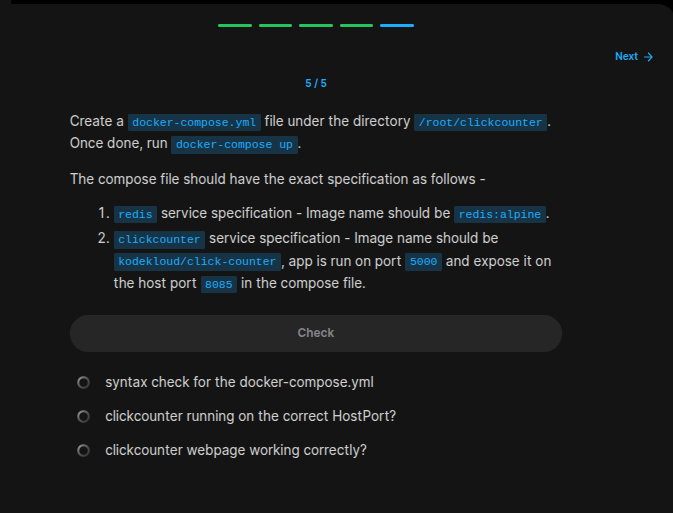 Next →
5 / 5
Create a docker-compose.yml file under the directory /root/clickcounter.
Once done, run docker-compose up.
The compose file should have the exact specification as follows -
1. redis service specification - Image name should be redis:alpine.
2. clickcounter service specification - Image name should be
kodekloud/click-counter, app is run on port 5000 and expose it on
the host port 8085 in the compose file.
Check
syntax check for the docker-compose.yml
clickcounter running on the correct HostPort?
clickcounter webpage working correctly?